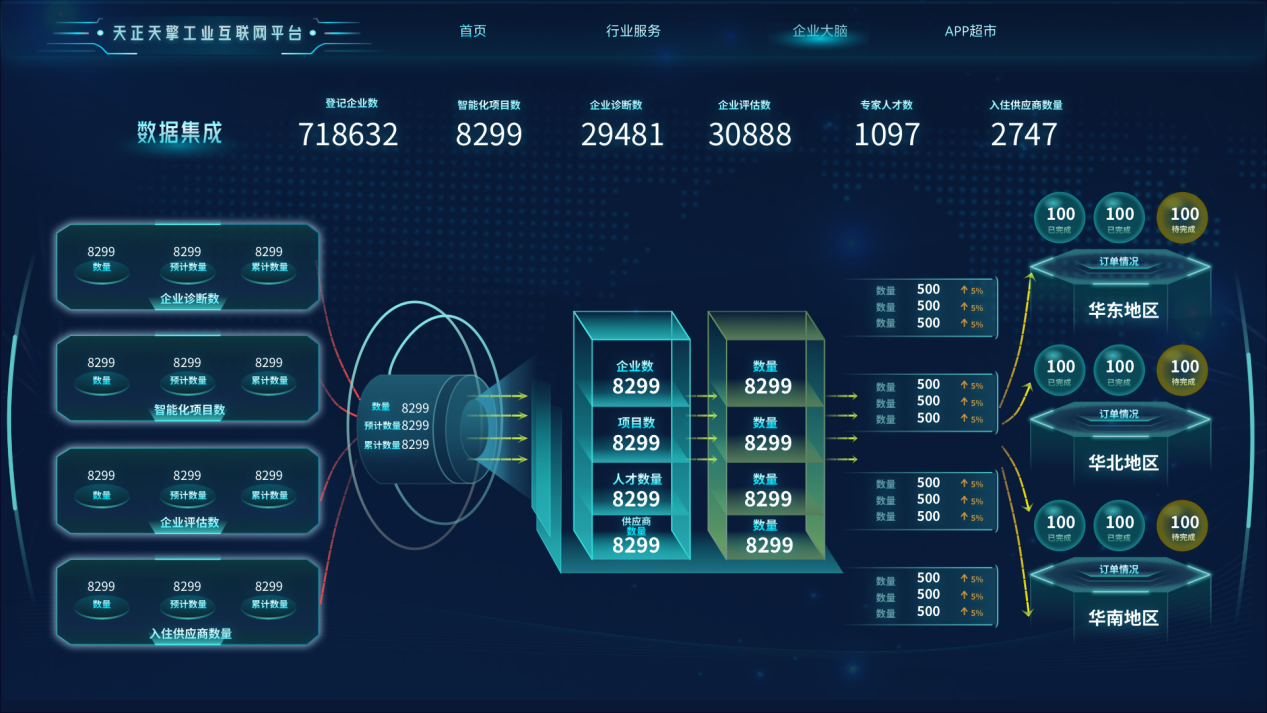 天正天擎工业互联网平台
首页 行业服务 企业大脑 APP超市
数据集成
登记企业数 智能化项目数 企业诊断数 企业评估数 专家人才数 入住供应商数量
718632 8299 29481 30888 1097 2747
8299 8299 8299
数量 预计数量 累计数量
企业诊断数
8299 8299 8299
数量 预计数量 累计数量
智能化项目数
8299 8299 8299
数量 预计数量 累计数量
企业评估数
8299 8299 8299
数量 预计数量 累计数量
入住供应商数量
数量 8299
预计数量 8299
累计数量 8299
企业数
8299
项目数
8299
人才数量
8299
供应商
数量
8299
数量
8299
数量
8299
数量
8299
数量
8299
数量 500 5%
数量 500 5%
数量 500 5%
数量 500 5%
数量 500 5%
数量 500 5%
数量 500 5%
数量 500 5%
数量 500 5%
数量 500 5%
数量 500 5%
数量 500 5%
100 100 100
已完成 已完成 待完成
订单情况
华东地区
100 100 100
已完成 已完成 待完成
订单情况
华北地区
100 100 100
已完成 已完成 待完成
订单情况
华南地区